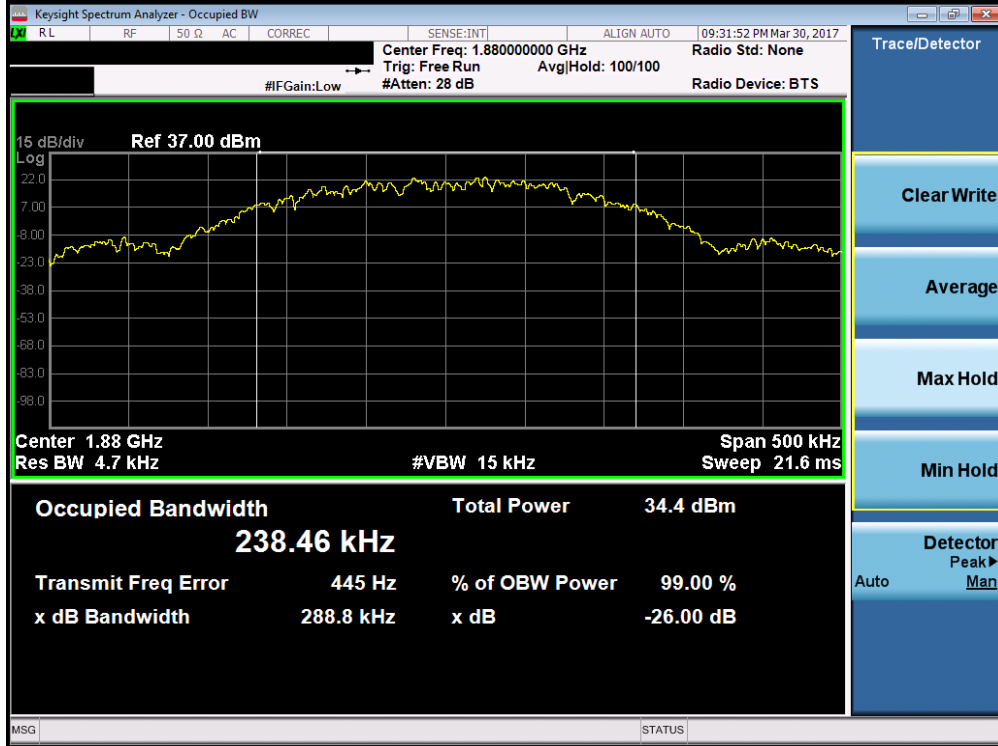 Keysight Spectrum Analyzer - Occupied BW
LXI RL RF 50 Ω AC CORREC SENSE:INT ALIGN AUTO 09:31:52 PM Mar 30, 2017
Center Freq: 1.880000000 GHz Radio Std: None
Trig: Free Run Avg|Hold: 100/100
#IFGain:Low #Atten: 28 dB Radio Device: BTS
15 dB/div Ref 37.00 dBm
Log
22.0
7.00
-8.00
-23.0
-38.0
-53.0
-68.0
-83.0
-98.0
Center 1.88 GHz Span 500 kHz
Res BW 4.7 kHz #VBW 15 kHz Sweep 21.6 ms
Occupied Bandwidth Total Power 34.4 dBm
238.46 kHz
Transmit Freq Error 445 Hz % of OBW Power 99.00 %
x dB Bandwidth 288.8 kHz x dB -26.00 dB
MSG STATUS
Trace/Detector
Clear Write
Average
Max Hold
Min Hold
Detector
Peak▶
Auto Man